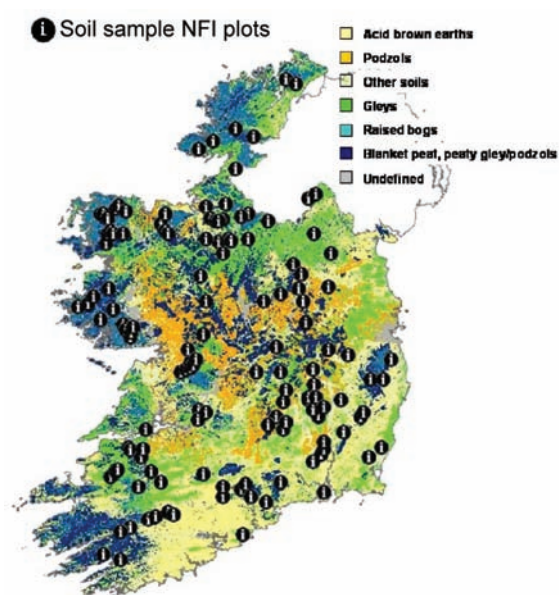 i Soil sample NFI plots
Acid brown earths
Podzols
Other soils
Gleys
Raised bogs
Blanket peat, peaty gley/podzols
Undefined